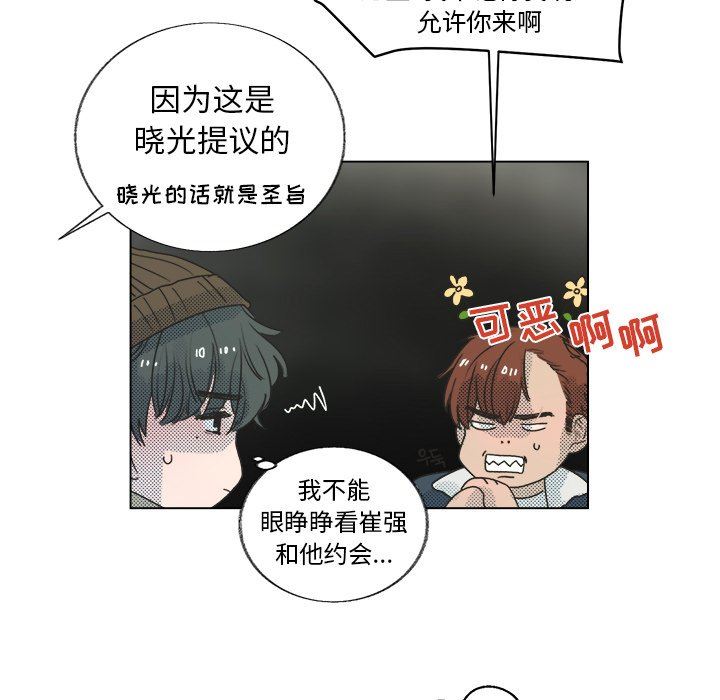 允许你来啊
因为这是
晓光提议的
晓光的话就是圣旨
可恶啊啊
우둑
我不能
眼睁睁看崔强
和他约会...